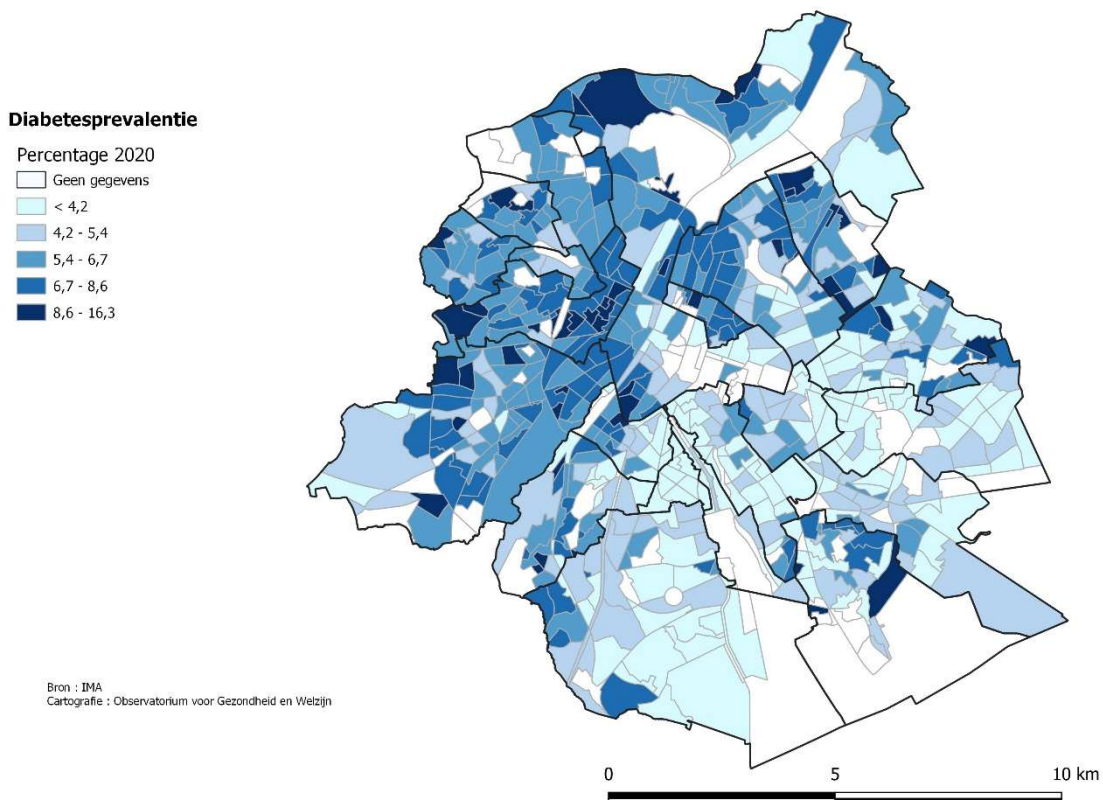 Diabetesprevalentie
Percentage 2020
Geen gegevens
< 4,2
4,2 - 5,4
5,4 - 6,7
6,7 - 8,6
8,6 - 16,3
Bron : IMA
Cartografie : Observatorium voor Gezondheid en Welzijn
0 5 10 km